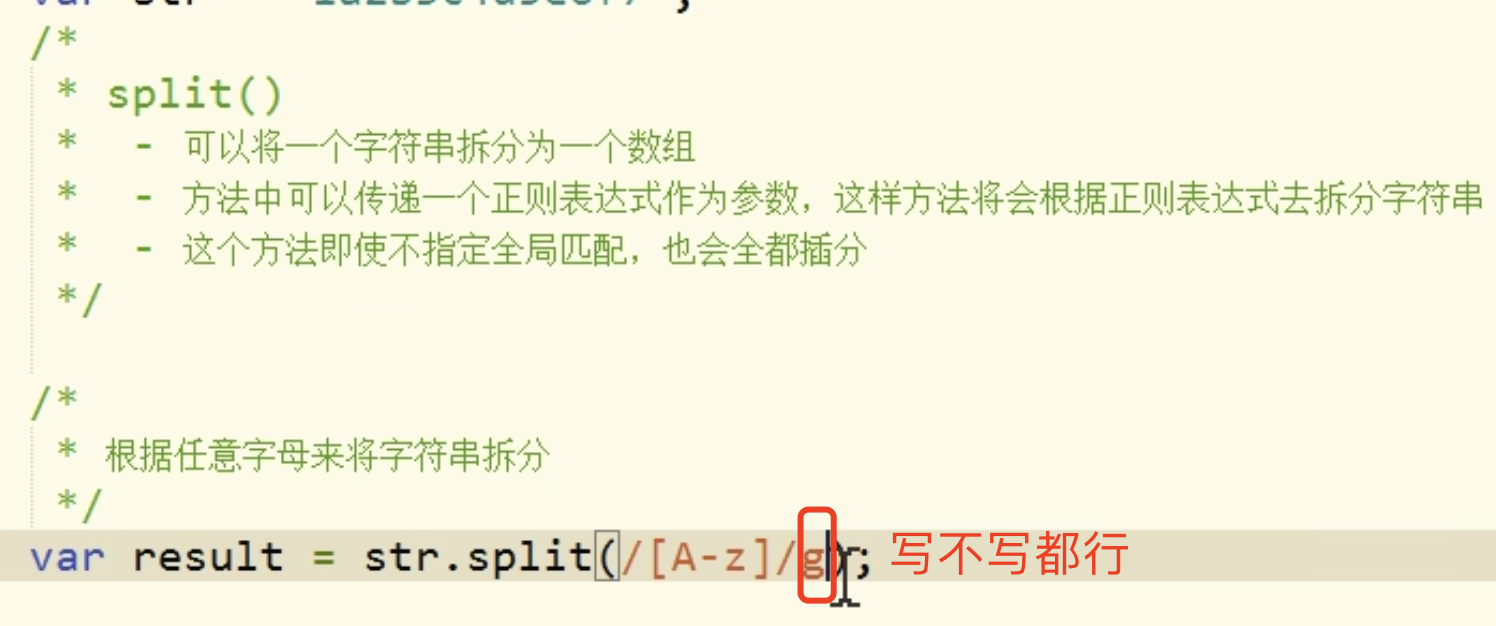 /*
* split()
* - 可以将一个字符串拆分为一个数组
* - 方法中可以传递一个正则表达式作为参数，这样方法将会根据正则表达式去拆分字符串
* - 这个方法即使不指定全局匹配，也会全都插分
*/
/*
* 根据任意字母来将字符串拆分
*/
var result = str.split(/[A-z]/g); 写不写都行